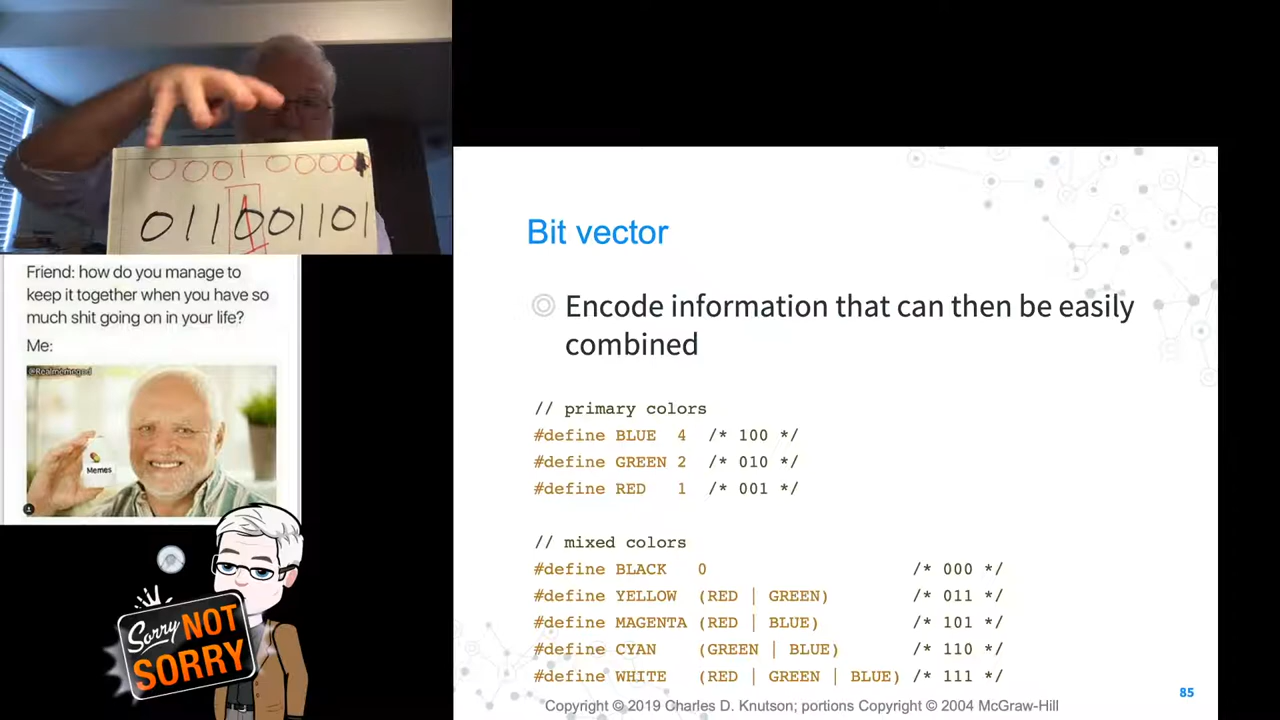 0001 00000
011001101
Friend: how do you manage to
keep it together when you have so
much shit going on in your life?
Me:
@Realmemegod
Memes
Sorry NOT
SORRY
Bit vector
Encode information that can then be easily
combined
// primary colors
#define BLUE 4 /* 100 */
#define GREEN 2 /* 010 */
#define RED 1 /* 001 */
// mixed colors
#define BLACK 0 /* 000 */
#define YELLOW (RED | GREEN) /* 011 */
#define MAGENTA (RED | BLUE) /* 101 */
#define CYAN (GREEN | BLUE) /* 110 */
#define WHITE (RED | GREEN | BLUE) /* 111 */
85
Copyright © 2019 Charles D. Knutson; portions Copyright © 2004 McGraw-Hill